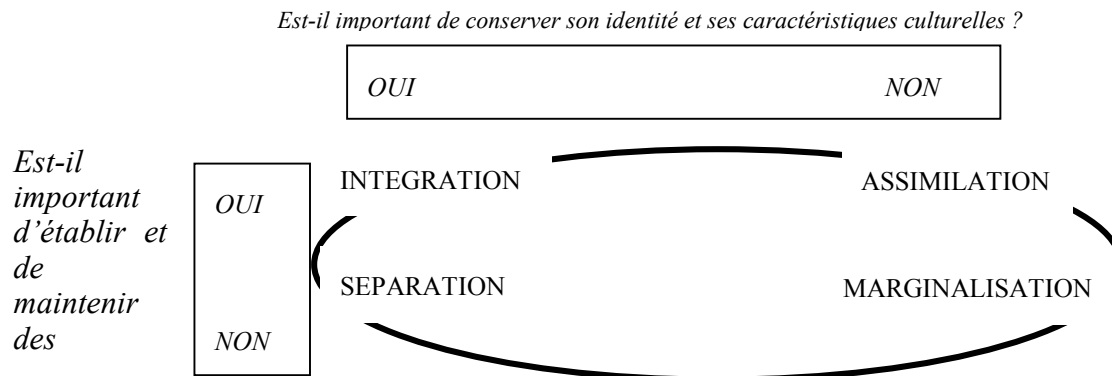 Est-il important de conserver son identité et ses caractéristiques culturelles ?
OUI NON
Est-il
important
d'établir et
de
maintenir
des
OUI
NON
INTEGRATION ASSIMILATION
SEPARATION MARGINALISATION